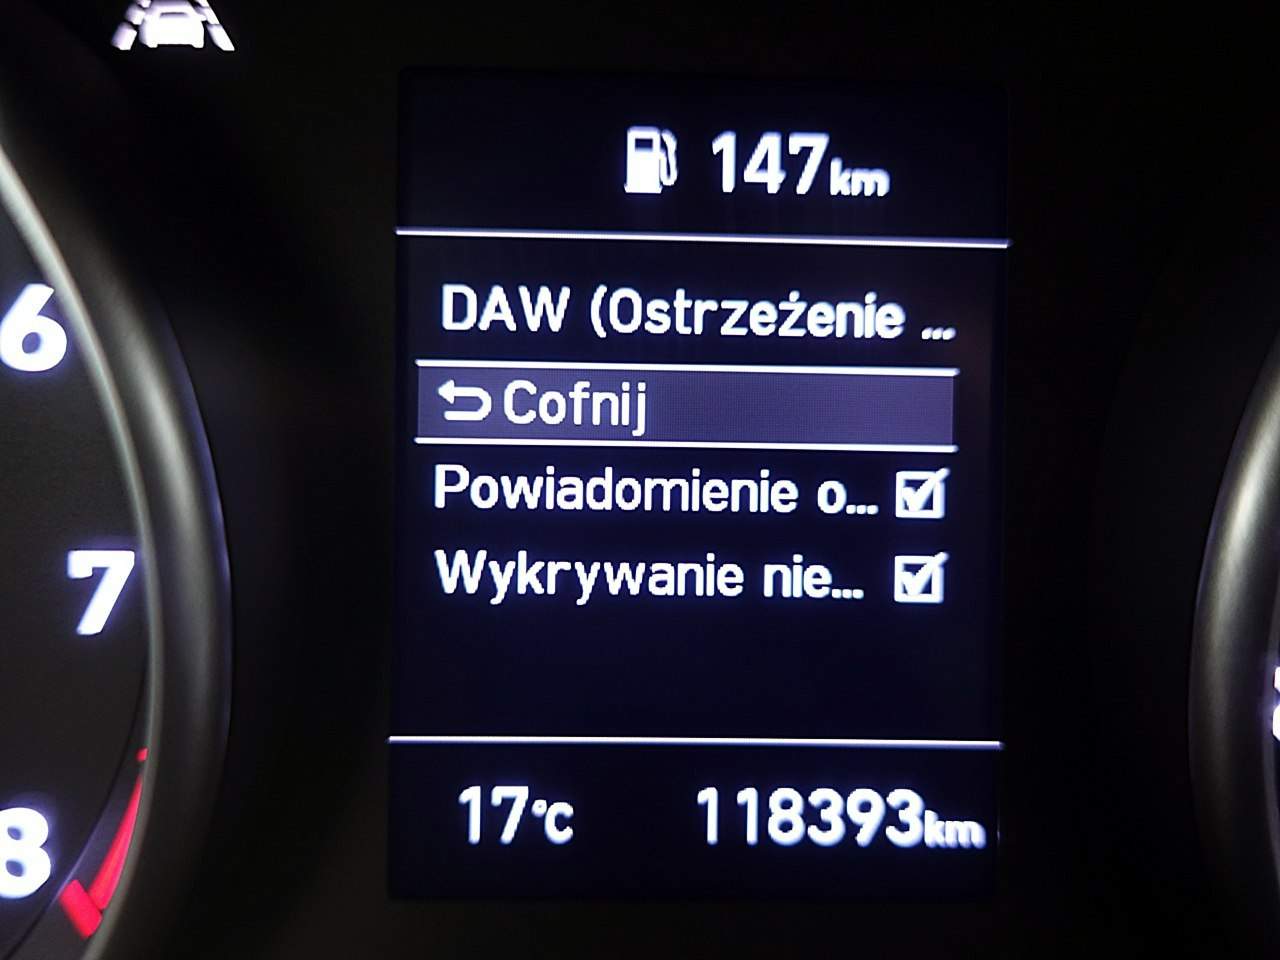 147km
DAW (Ostrzeżenie ...
Cofnij
Powiadomienie o...
Wykrywanie nie...
17°C 118393km
6
7
8